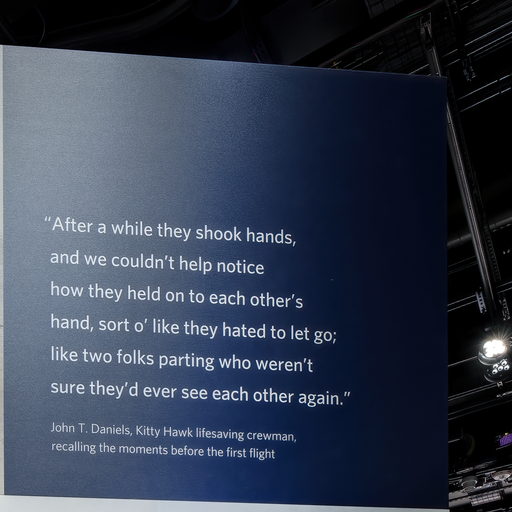 “After a while they shook hands,
and we couldn’t help notice
how they held on to each other’s
hand, sort o’ like they hated to let go;
like two folks parting who weren’t
sure they’d ever see each other again.”
John T. Daniels, Kitty Hawk lifesaving crewman,
recalling the moments before the first flight